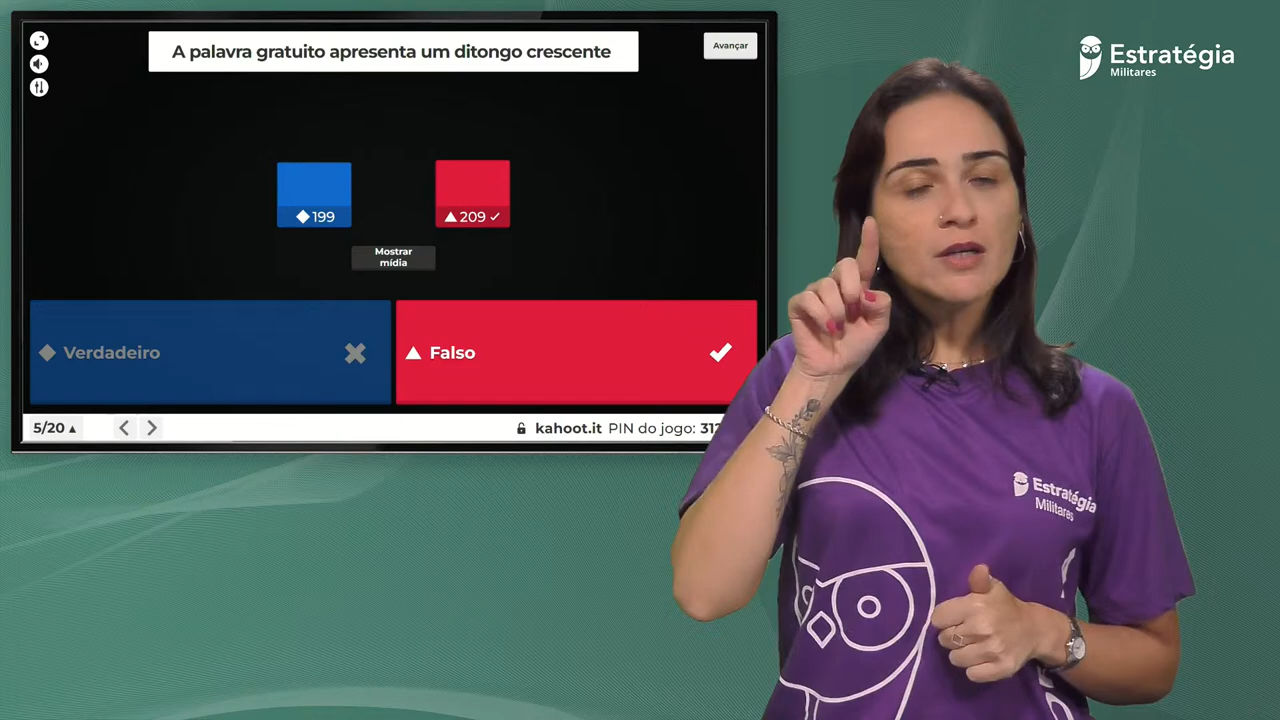 A palavra gratuito apresenta um ditongo crescente
Avançar
199
209
Mostrar
mídia
Verdadeiro
Falso
5/20
kahoot.it PIN do jogo: 312
Estratégia
Militares
Estratégia
Militares